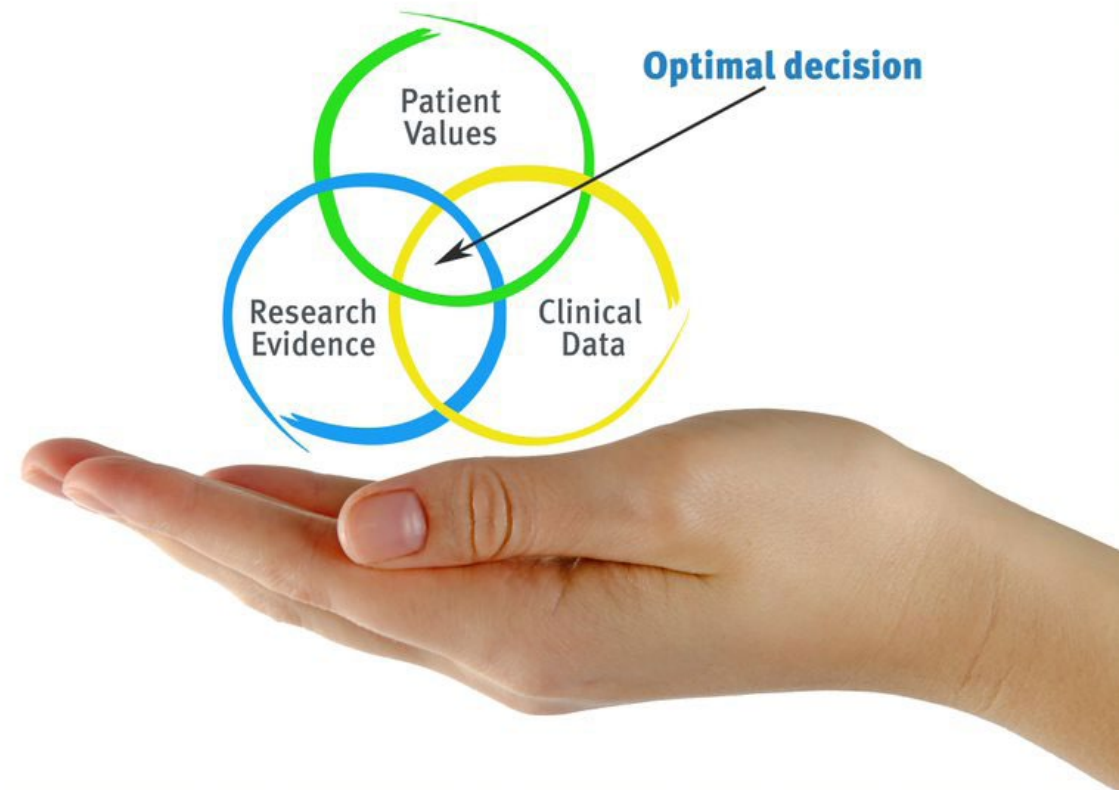 Optimal decision
Patient
Values
Research
Evidence
Clinical
Data